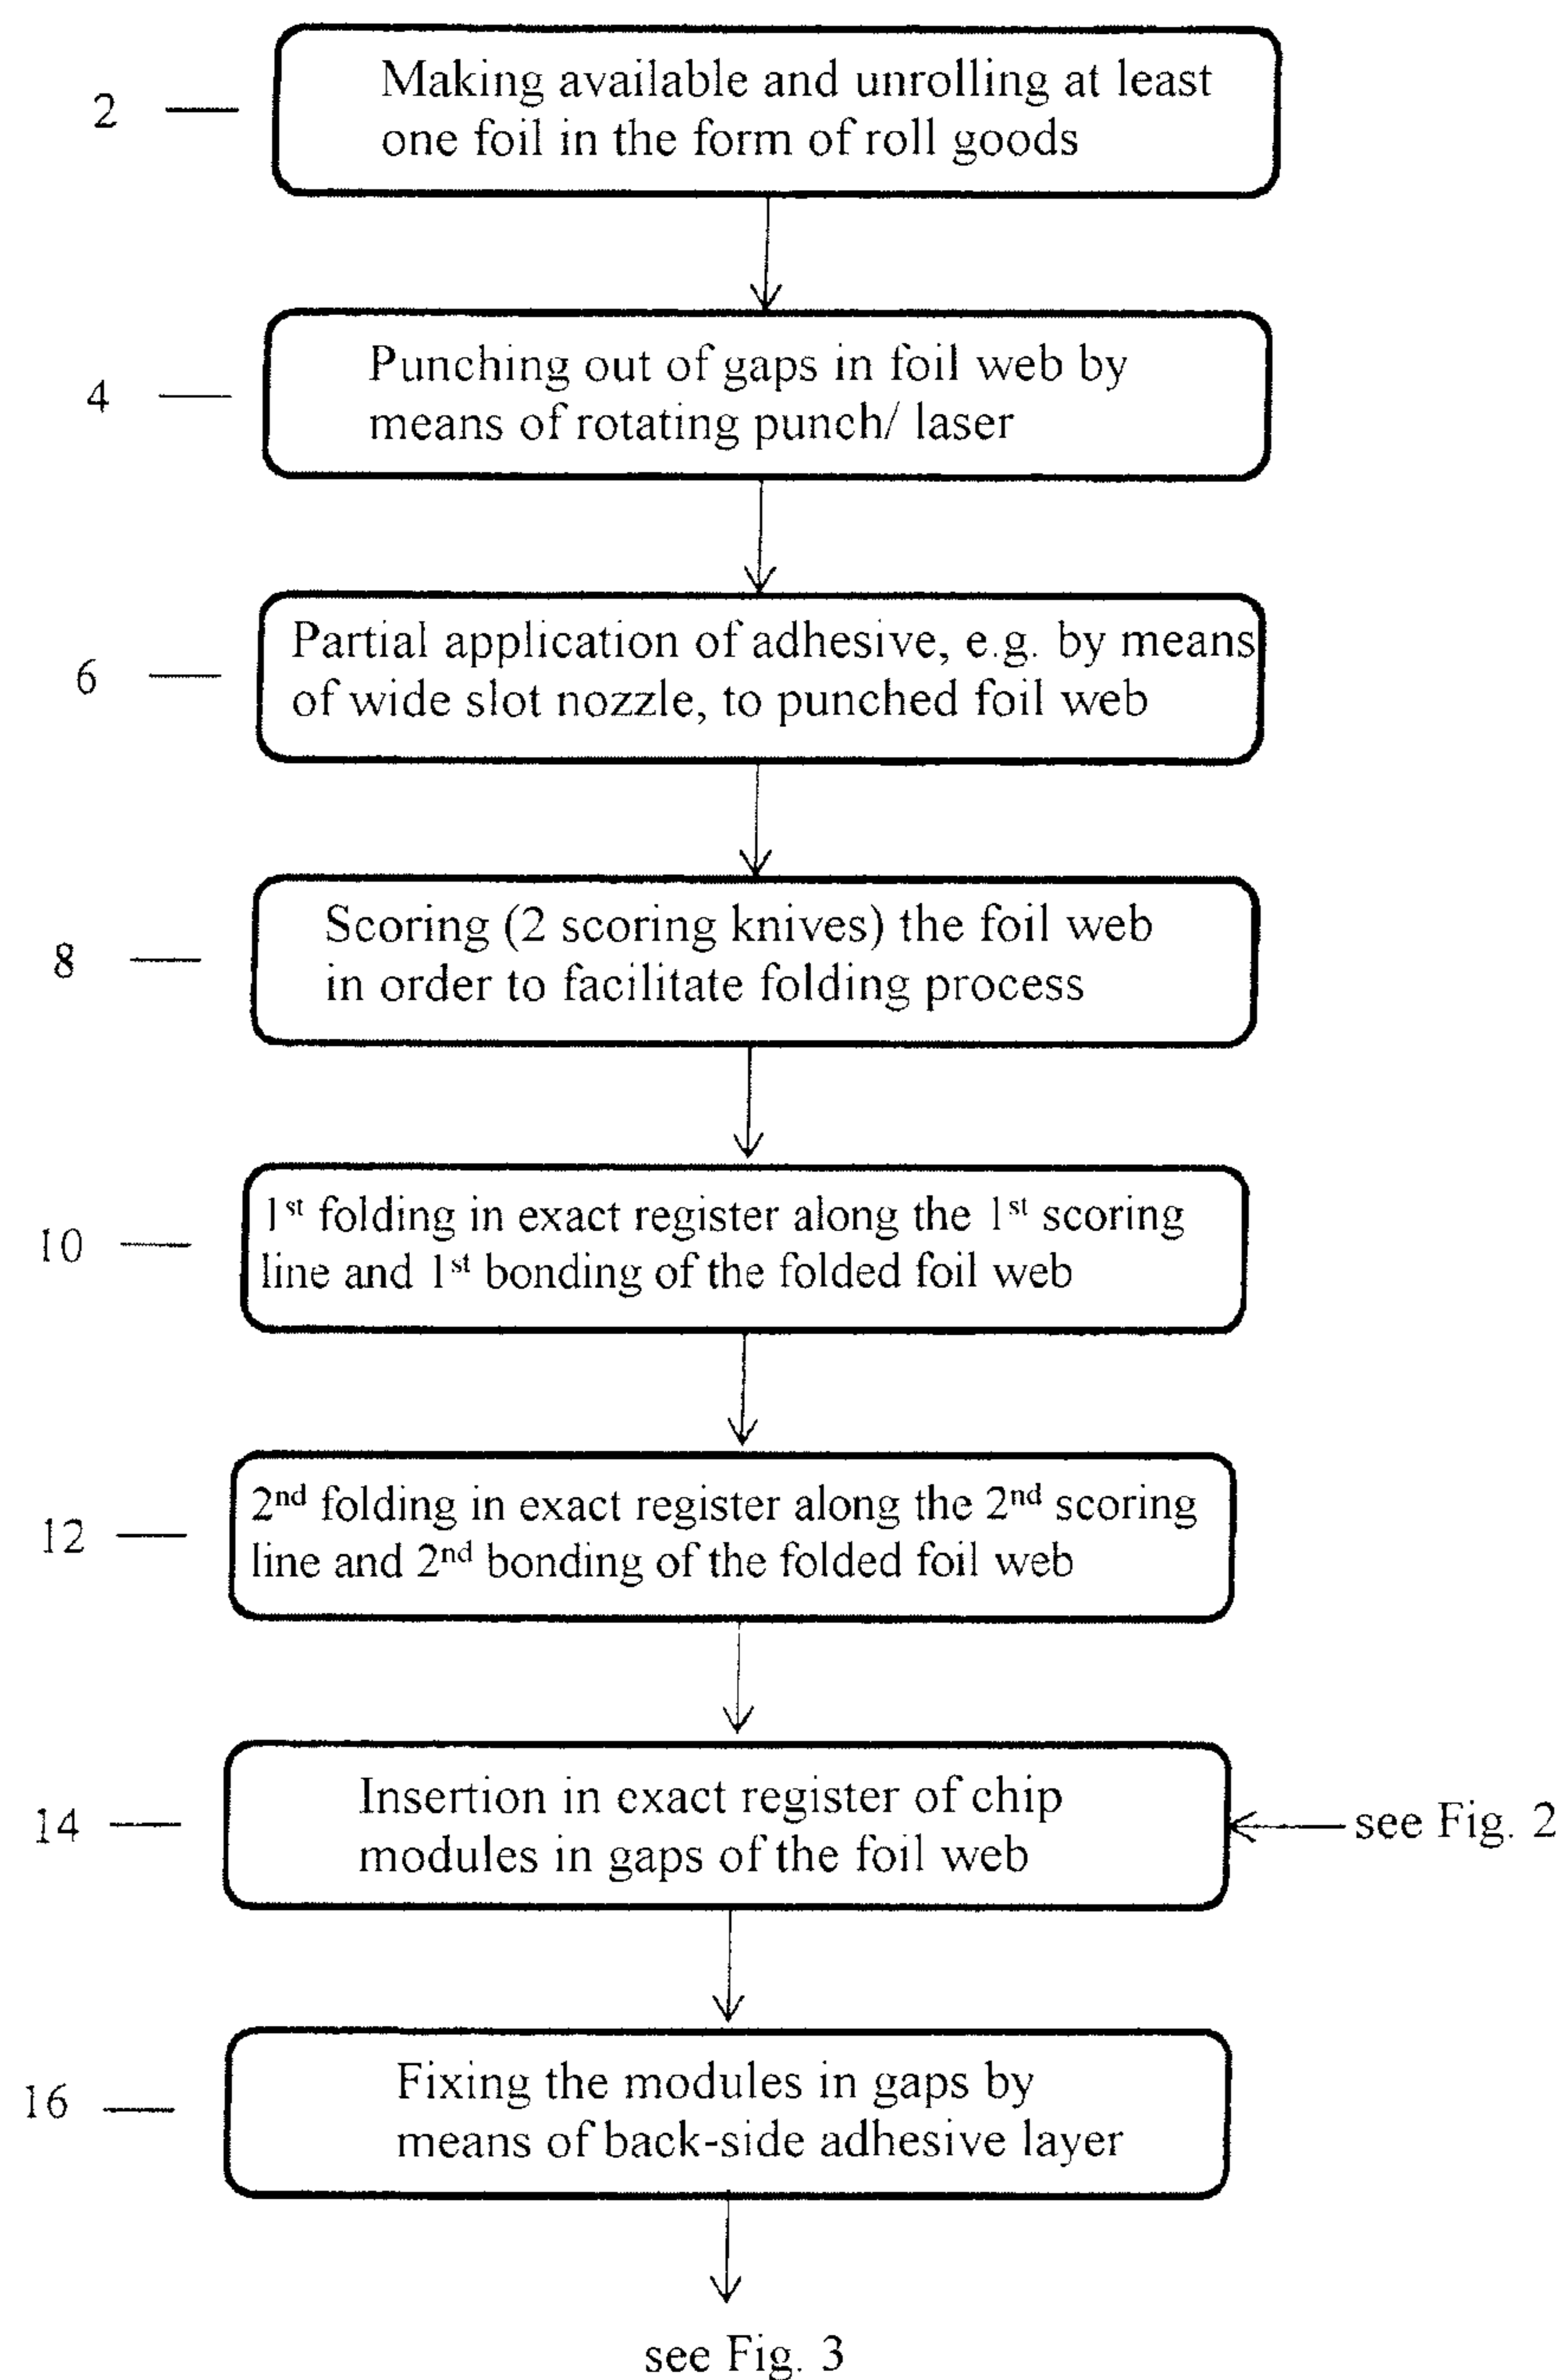 2
Making available and unrolling at least
one foil in the form of roll goods
4
Punching out of gaps in foil web by
means of rotating punch/ laser
6
Partial application of adhesive, e.g. by means
of wide slot nozzle, to punched foil web
8
Scoring (2 scoring knives) the foil web
in order to facilitate folding process
10
1st folding in exact register along the 1st scoring
line and 1st bonding of the folded foil web
12
2nd folding in exact register along the 2nd scoring
line and 2nd bonding of the folded foil web
14
Insertion in exact register of chip
modules in gaps of the foil web
see Fig. 2
16
Fixing the modules in gaps by
means of back-side adhesive layer
see Fig. 3